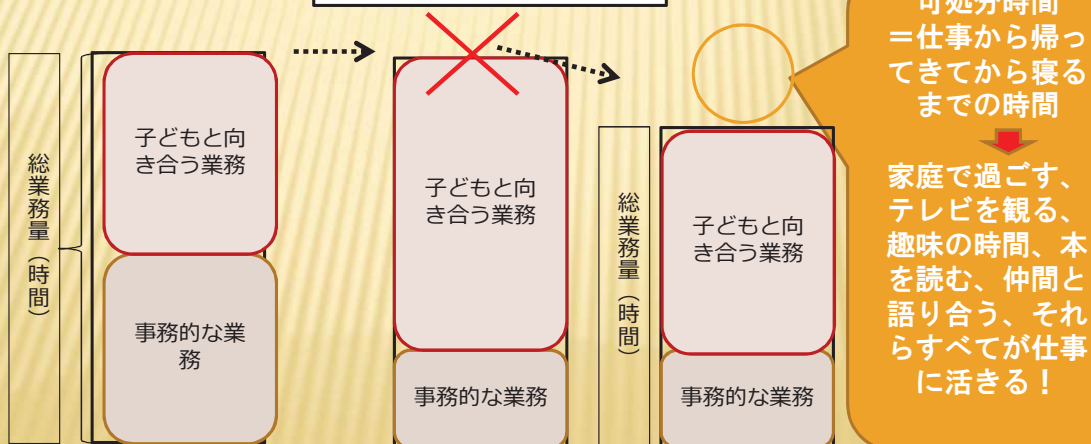 総業務量（時間）
子どもと向
き合う業務
事務的な業
務
子どもと向
き合う業務
事務的な業務
総業務量（時間）
子どもと向
き合う業務
事務的な業務
可処分時間
＝仕事から帰っ
てきてから寝る
までの時間
家庭で過ごす、
テレビを観る、
趣味の時間、本
を読む、仲間と
語り合う、それ
らすべてが仕事
に活きる！